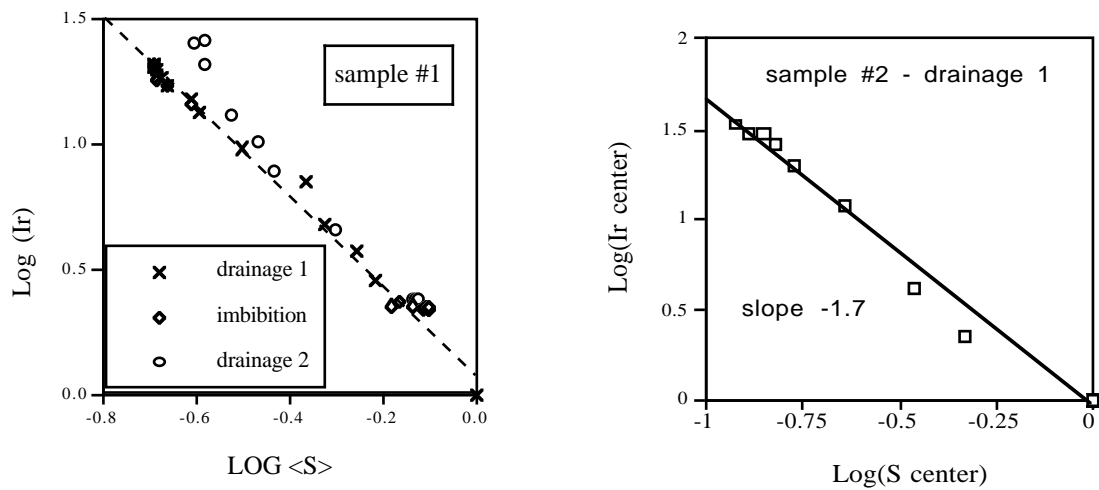 1.5
1.0
0.5
0.0
-0.8
-0.6
-0.4
-0.2
0.0
Log (Ir)
LOG <S>
sample #1
drainage 1
imbibition
drainage 2
2
1.5
1
0.5
0
-1
-0.75
-0.5
-0.25
0
Log(Ir center)
Log(S center)
sample #2 - drainage 1
slope -1.7